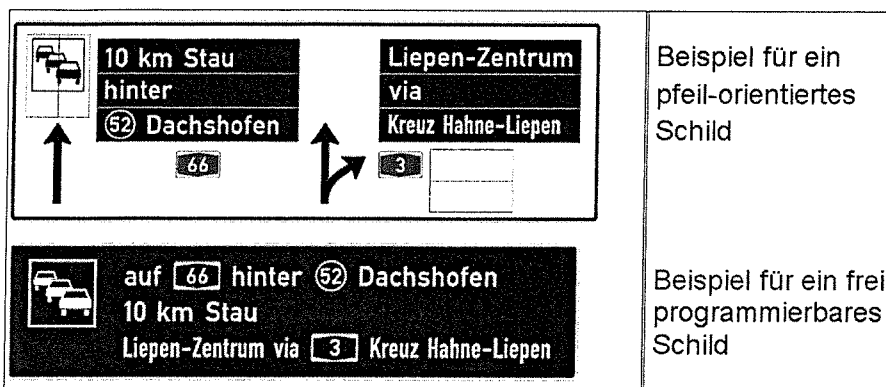 10 km Stau
hinter
52 Dachshofen
66
Liepen-Zentrum
via
Kreuz Hahne-Liepen
3
Beispiel für ein
pfeil-orientiertes
Schild
auf 66 hinter 52 Dachshofen
10 km Stau
Liepen-Zentrum via 3 Kreuz Hahne-Liepen
Beispiel für ein frei
programmierbares
Schild